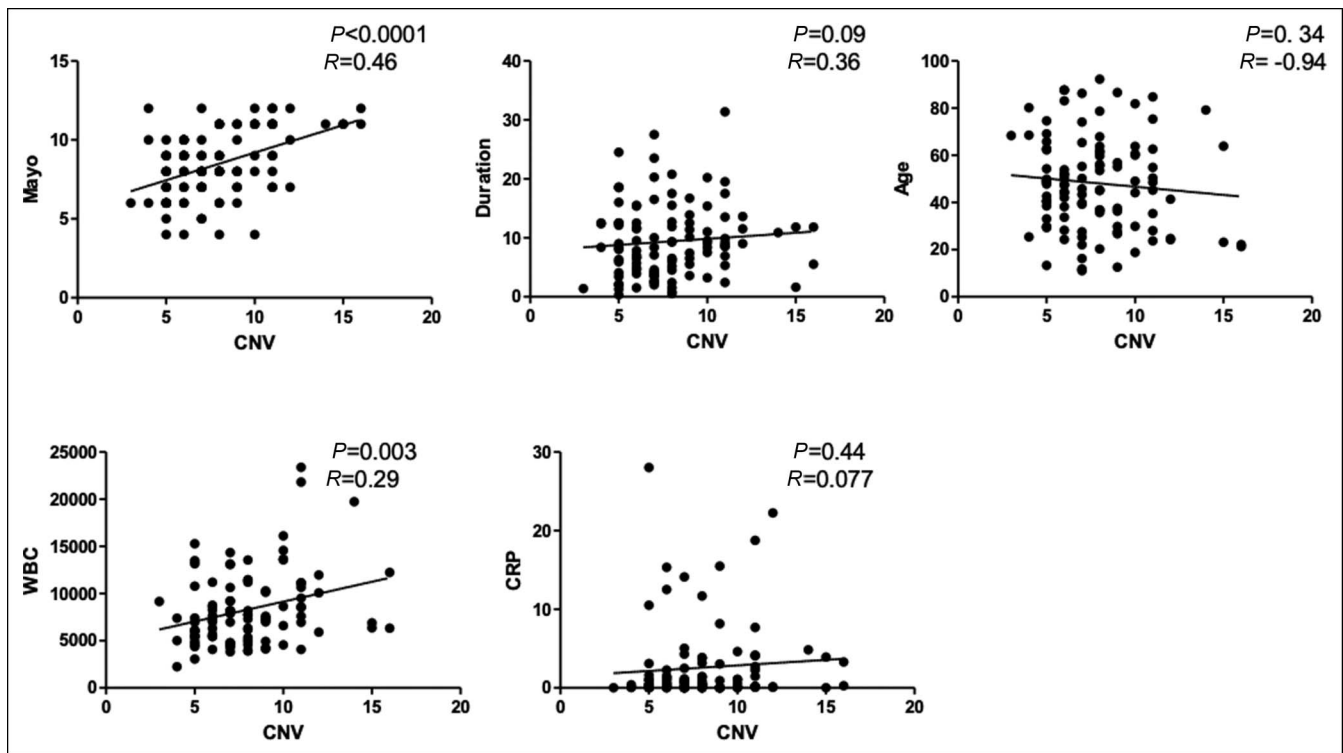 P<0.0001
R=0.46
15
10
5
0
Mayo
0 5 10 15 20
CNV
P=0.09
R=0.36
40
30
20
10
0
Duration
0 5 10 15 20
CNV
P=0. 34
R= -0.94
100
80
60
40
20
0
Age
0 5 10 15 20
CNV
P=0.003
R=0.29
25000
20000
15000
10000
5000
0
WBC
0 5 10 15 20
CNV
P=0.44
R=0.077
30
20
10
0
CRP
0 5 10 15 20
CNV